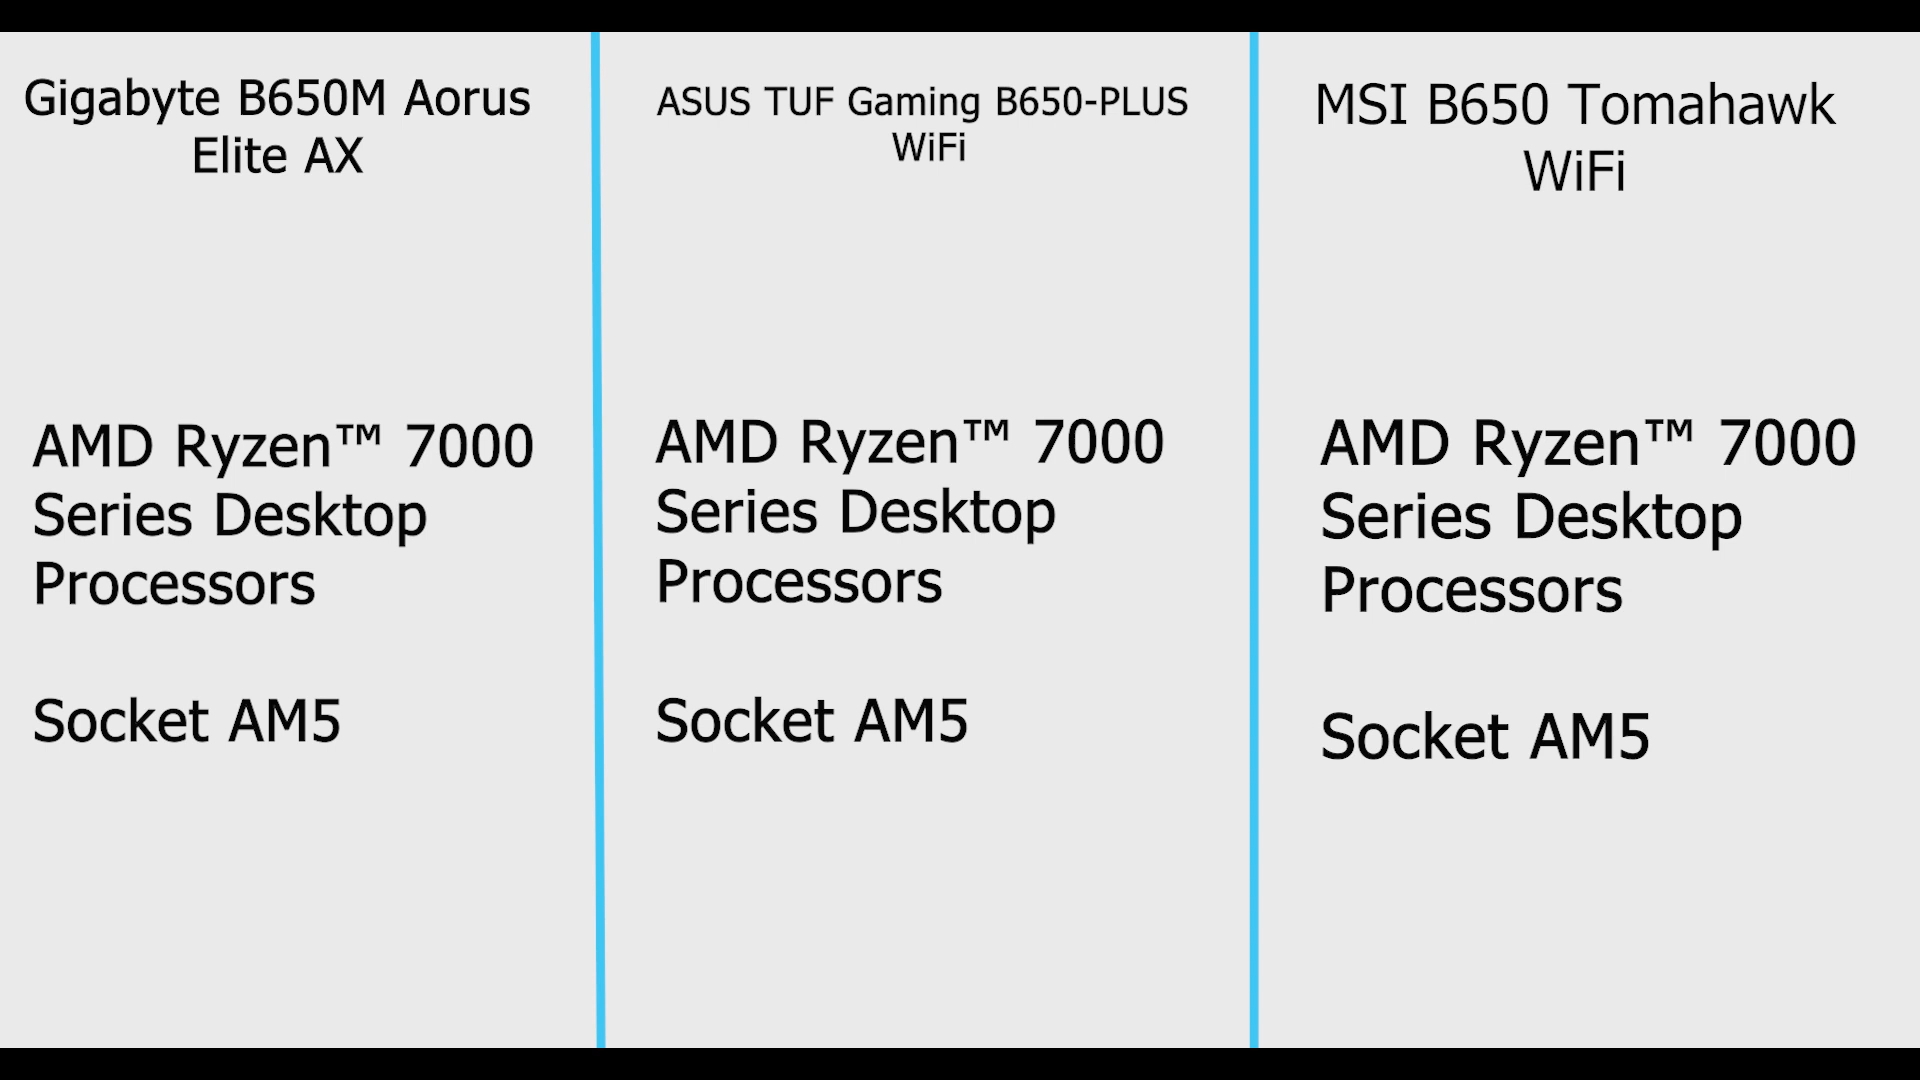 Gigabyte B650M Aorus
Elite AX
AMD Ryzen™ 7000
Series Desktop
Processors
Socket AM5
ASUS TUF Gaming B650-PLUS
WiFi
AMD Ryzen™ 7000
Series Desktop
Processors
Socket AM5
MSI B650 Tomahawk
WiFi
AMD Ryzen™ 7000
Series Desktop
Processors
Socket AM5